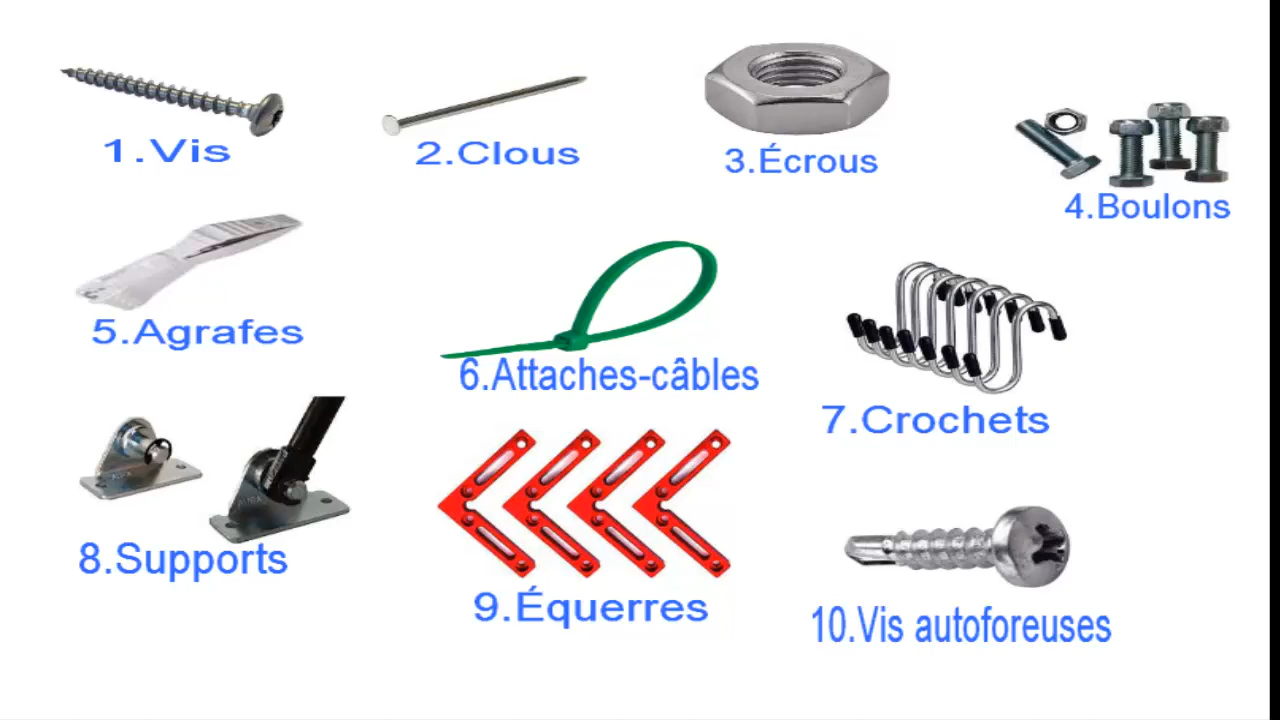 1.Vis
2.Clous
3.Écrous
4.Boulons
5.Agrafes
6.Attaches-câbles
7.Crochets
8.Supports
9.Équerres
10.Vis autoforeuses